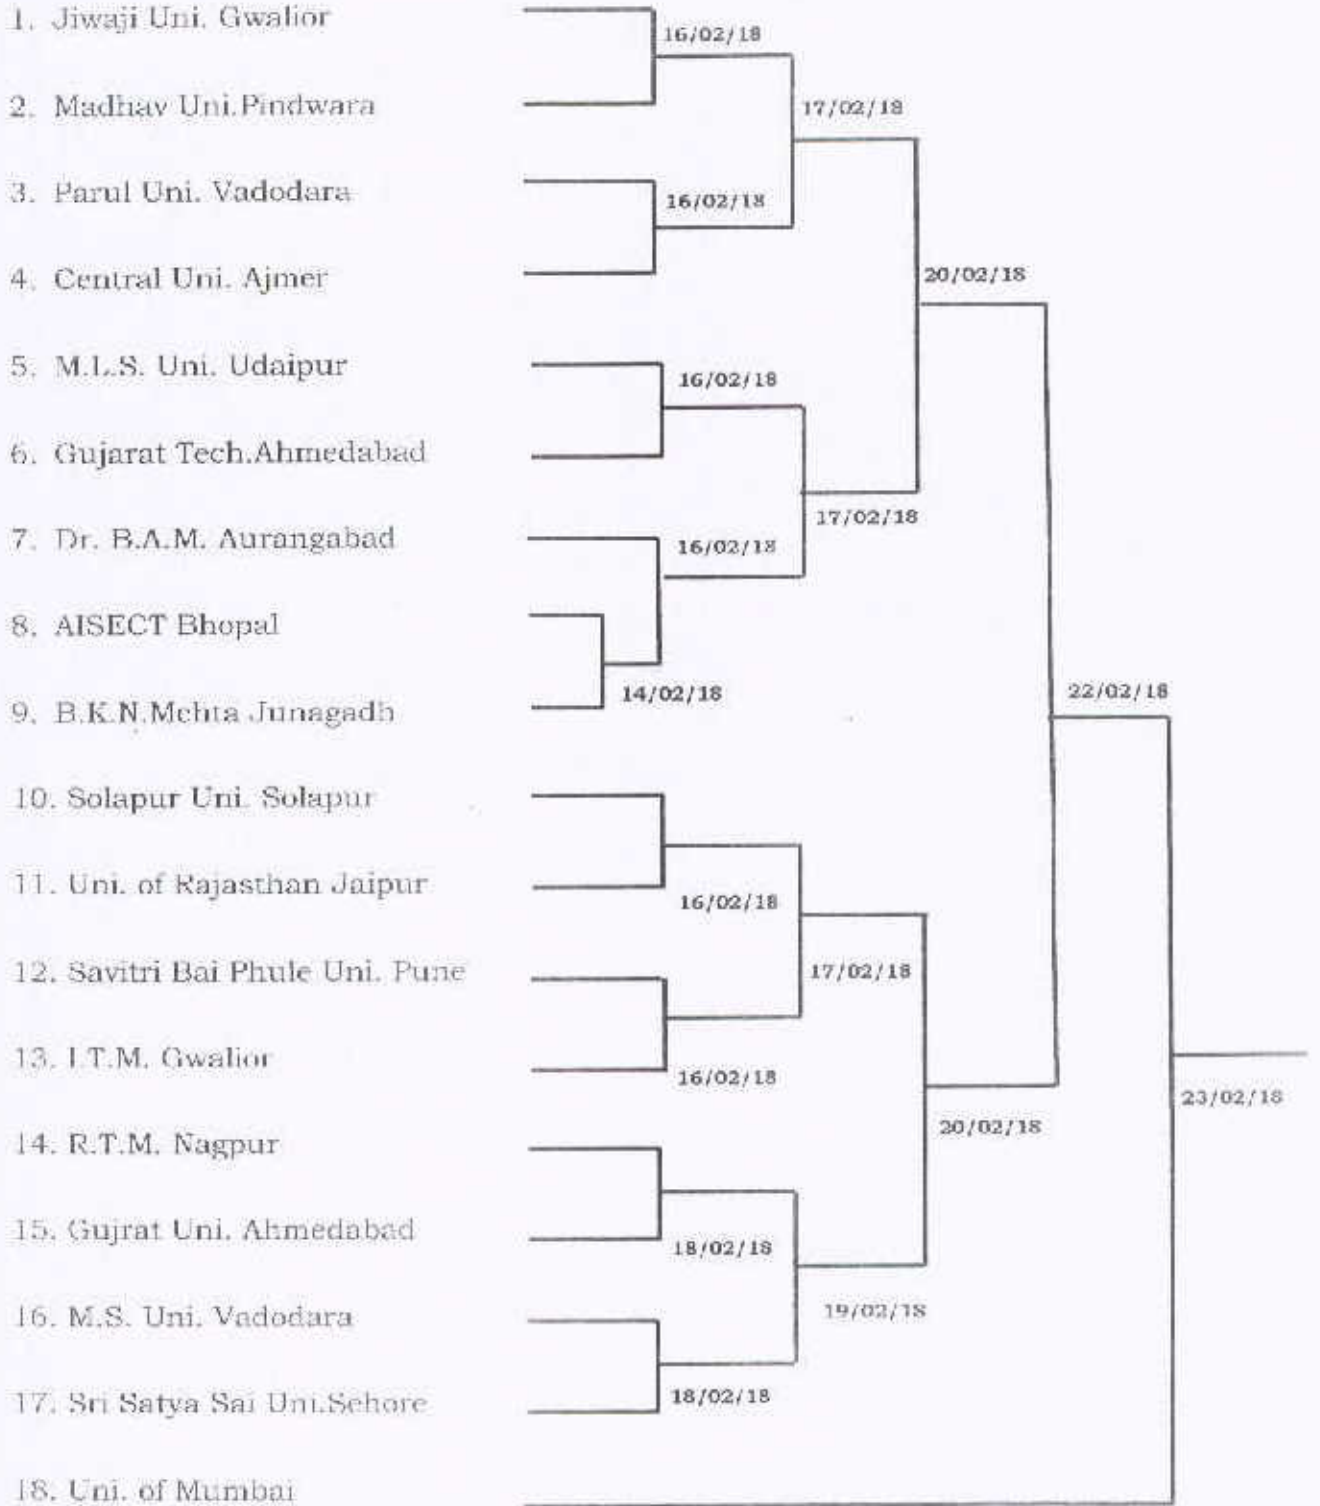 1. Jiwaji Uni. Gwalior
16/02/18
2. Madhav Uni.Pindwara
17/02/18
3. Parul Uni. Vadodara
16/02/18
4. Central Uni. Ajmer
20/02/18
5. M.L.S. Uni. Udaipur
16/02/18
6. Gujarat Tech.Ahmedabad
17/02/18
7. Dr. B.A.M. Aurangabad
16/02/18
8. AISECT Bhopal
14/02/18
9. B.K.N.Mehta Junagadh
22/02/18
10. Solapur Uni. Solapur
11. Uni. of Rajasthan Jaipur
16/02/18
12. Savitri Bai Phule Uni. Pune
17/02/18
13. I.T.M. Gwalior
16/02/18
23/02/18
20/02/18
14. R.T.M. Nagpur
15. Gujrat Uni. Ahmedabad
18/02/18
16. M.S. Uni. Vadodara
19/02/18
17. Sri Satya Sai Uni.Sehore
18/02/18
18. Uni. of Mumbai